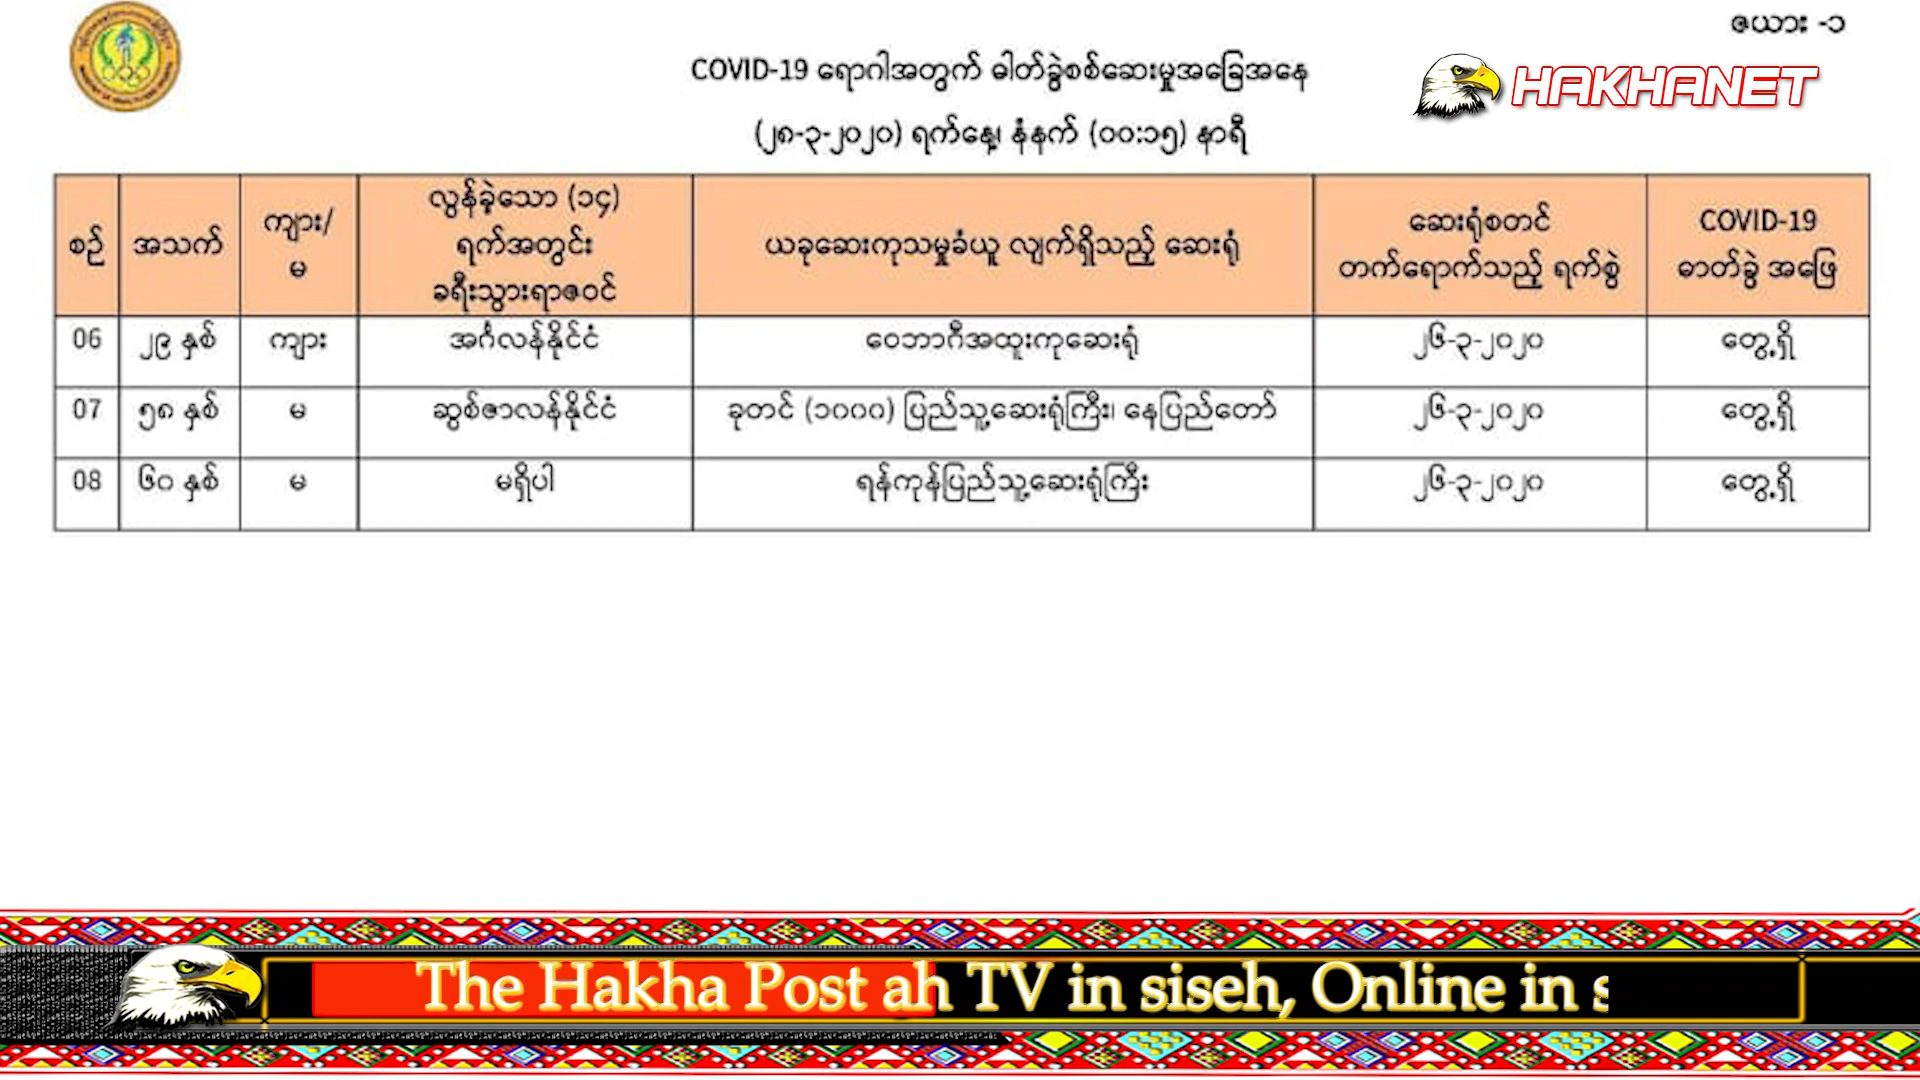 ဇယား -၁
COVID-19 ရောဂါအတွက် ဓါတ်ခွဲစစ်ဆေးမှုအခြေအနေ
HAKHANET
(၂၈-၃-၂၀၂၀) ရက်နေ့၊ နံနက် (၀၀:၁၅) နာရီ
စဉ် အသက် ကျား/မ လွန်ခဲ့သော (၁၄) ရက်အတွင်း ခရီးသွားရာဇဝင် ယခုဆေးကုသမှုခံယူ လျက်ရှိသည့် ဆေးရုံ ဆေးရုံစတင် တက်ရောက်သည့် ရက်စွဲ COVID-19 ဓာတ်ခွဲ အဖြေ
06 ၂၉ နှစ် ကျား အင်္ဂလန်နိုင်ငံ ဝေဘာဂီအထူးကုဆေးရုံ ၂၆-၃-၂၀၂၀ တွေ့ရှိ
07 ၅၈ နှစ် မ ဆွစ်ဇာလန်နိုင်ငံ ခုတင် (၁၀၀၀) ပြည်သူ့ဆေးရုံကြီး၊ နေပြည်တော် ၂၆-၃-၂၀၂၀ တွေ့ရှိ
08 ၆၀ နှစ် မ မရှိပါ ရန်ကုန်ပြည်သူ့ဆေးရုံကြီး ၂၆-၃-၂၀၂၀ တွေ့ရှိ
The Hakha Post ah TV in siseh, Online in s